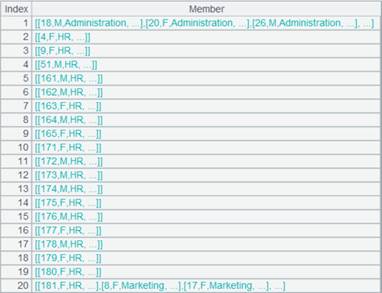 Index Member
1 [[18,M,Administration, ...],[20,F,Administration, ...],[26,M,Administration, ...], ...]
2 [[4,F,HR, ...]]
3 [[9,F,HR, ...]]
4 [[51,M,HR, ...]]
5 [[161,M,HR, ...]]
6 [[162,M,HR, ...]]
7 [[163,F,HR, ...]]
8 [[164,M,HR, ...]]
9 [[165,F,HR, ...]]
10 [[171,F,HR, ...]]
11 [[172,M,HR, ...]]
12 [[173,M,HR, ...]]
13 [[174,M,HR, ...]]
14 [[175,F,HR, ...]]
15 [[176,M,HR, ...]]
16 [[177,F,HR, ...]]
17 [[178,M,HR, ...]]
18 [[179,F,HR, ...]]
19 [[180,F,HR, ...]]
20 [[181,F,HR, ...],[8,F,Marketing, ...],[17,F,Marketing, ...], ...]